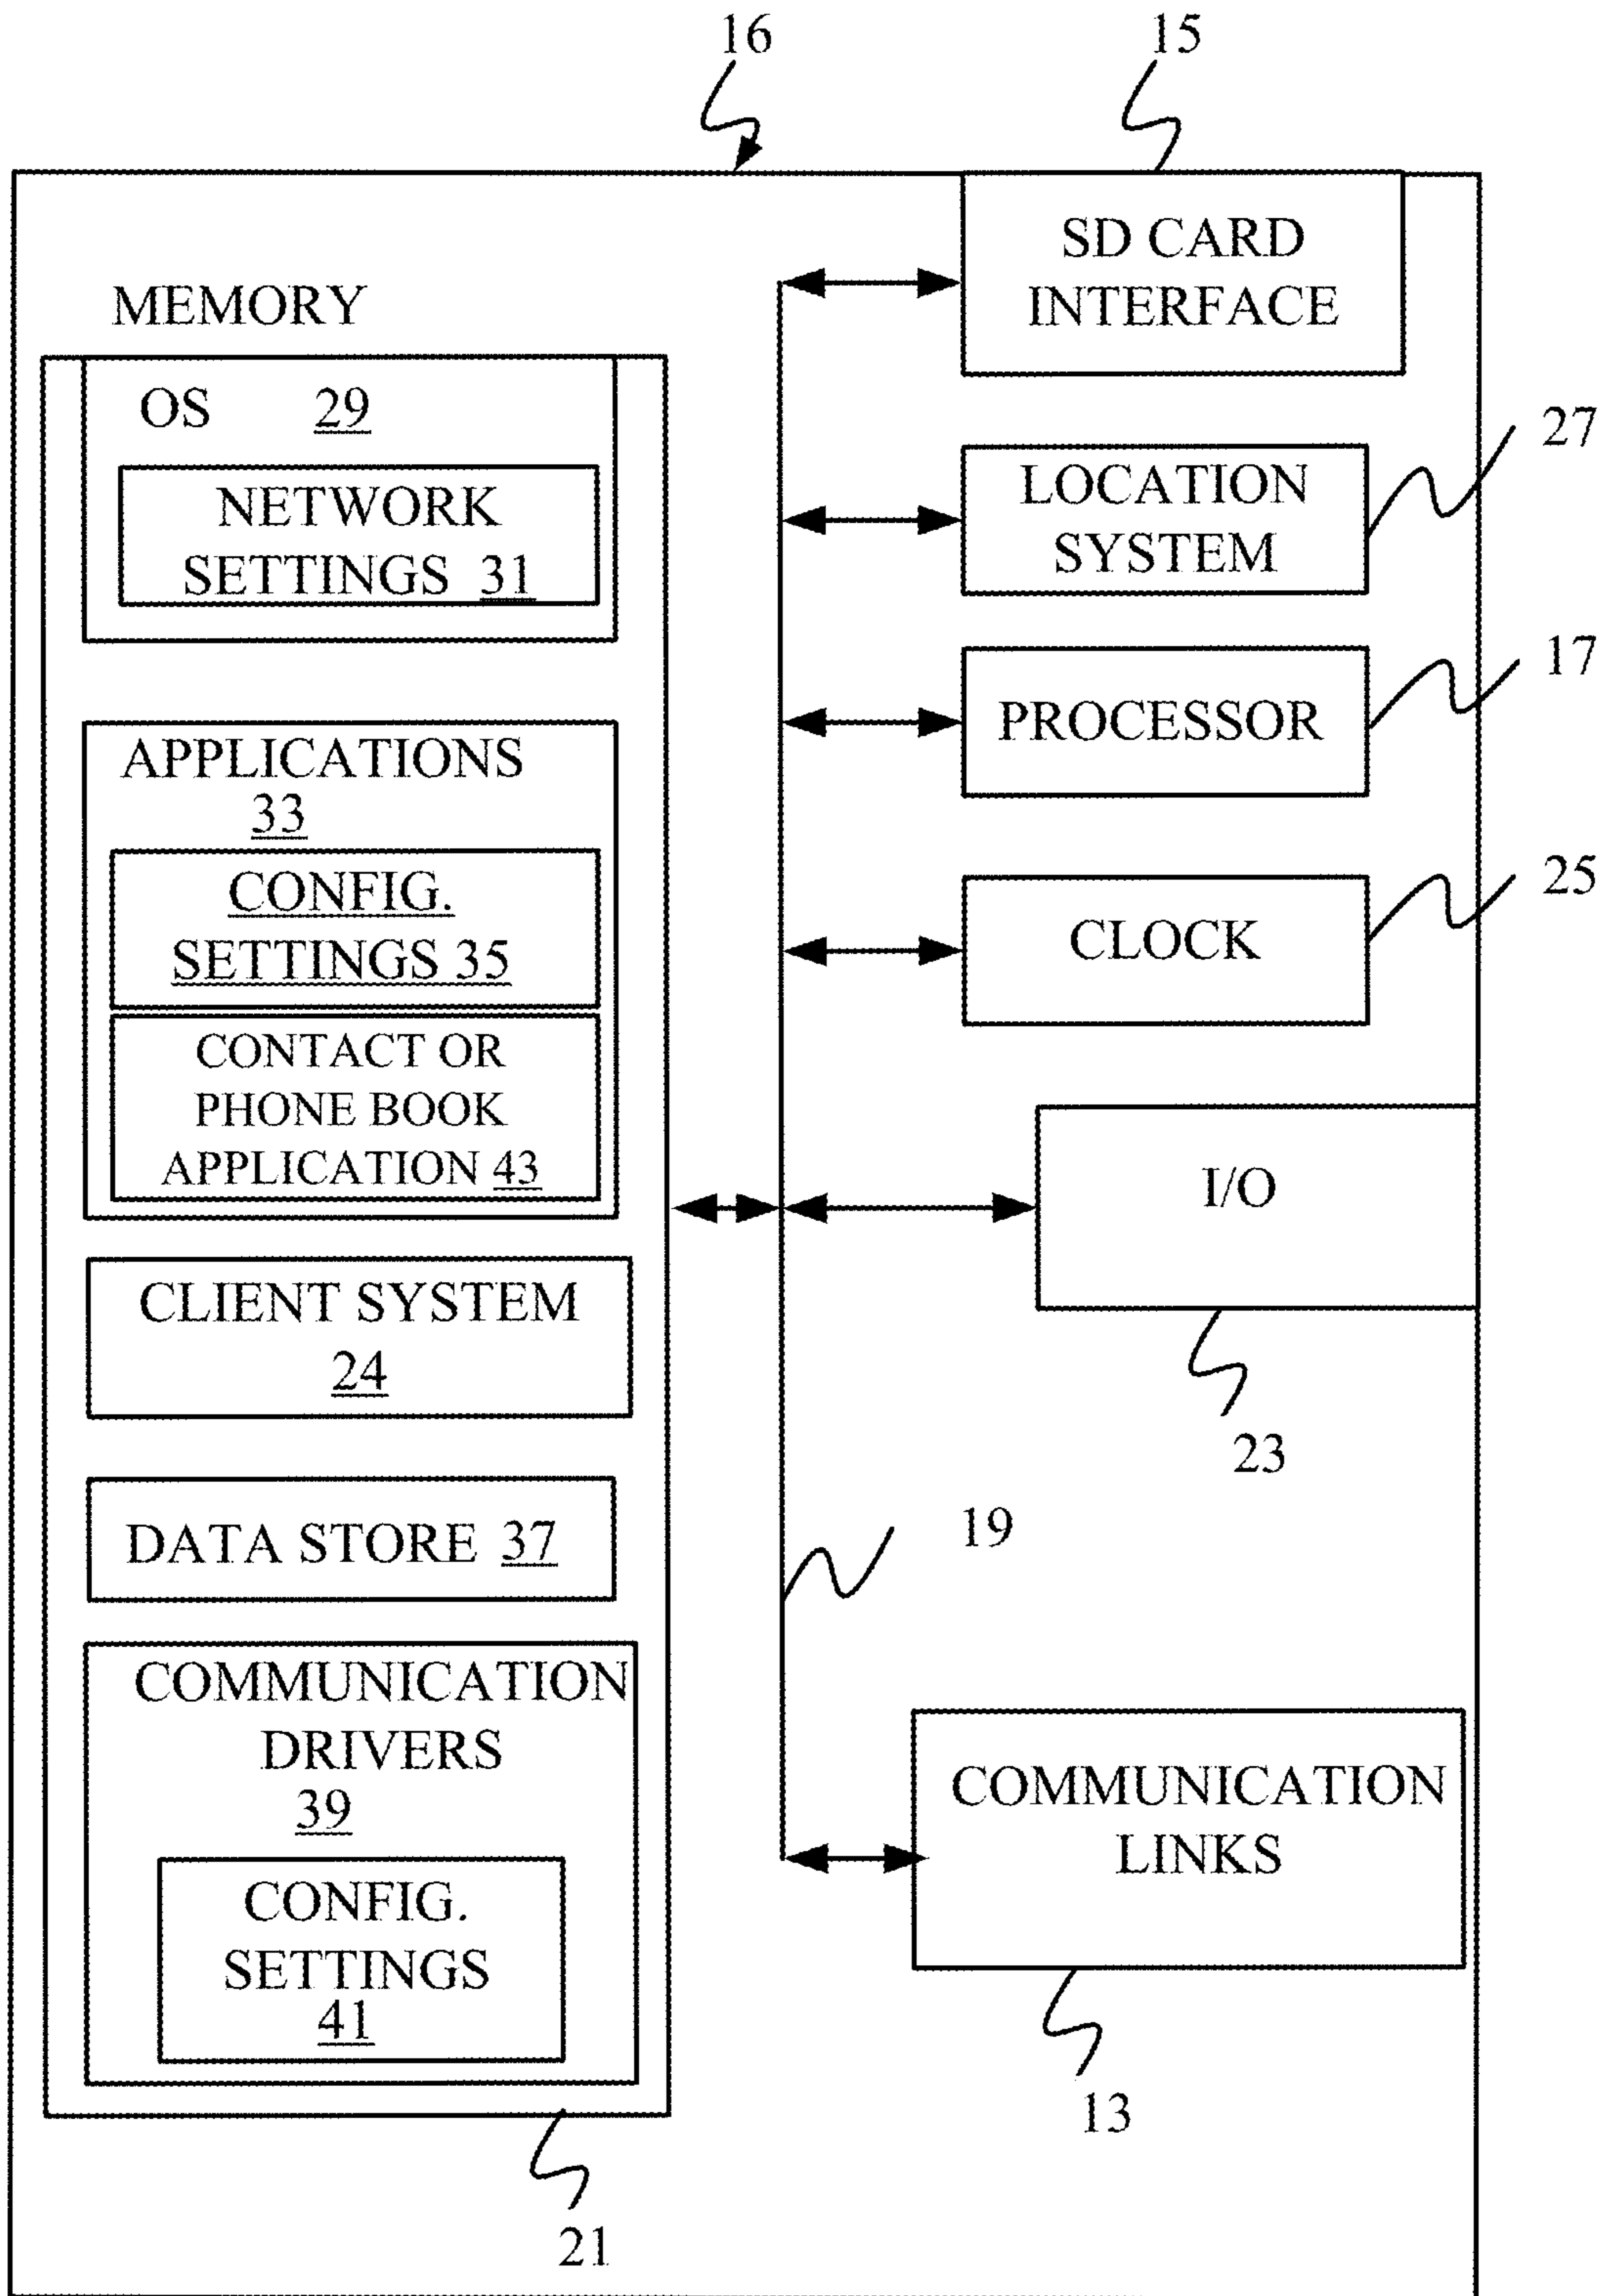 16
15
SD CARD
INTERFACE
MEMORY
OS 29
NETWORK
SETTINGS 31
27
LOCATION
SYSTEM
17
PROCESSOR
APPLICATIONS
33
CONFIG.
SETTINGS 35
25
CLOCK
CONTACT OR
PHONE BOOK
APPLICATION 43
I/O
CLIENT SYSTEM
24
23
DATA STORE 37
19
COMMUNICATION
DRIVERS
39
COMMUNICATION
LINKS
CONFIG.
SETTINGS
41
13
21